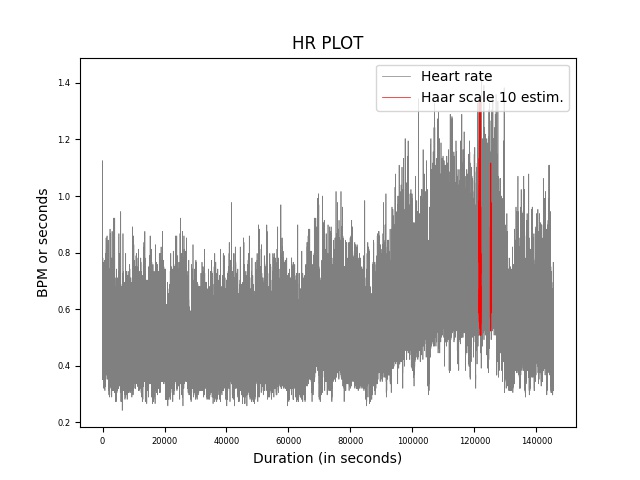 HR PLOT
Heart rate
Haar scale 10 estim.
BPM or seconds
1.4
1.2
1.0
0.8
0.6
0.4
0.2
0 20000 40000 60000 80000 100000 120000 140000
Duration (in seconds)